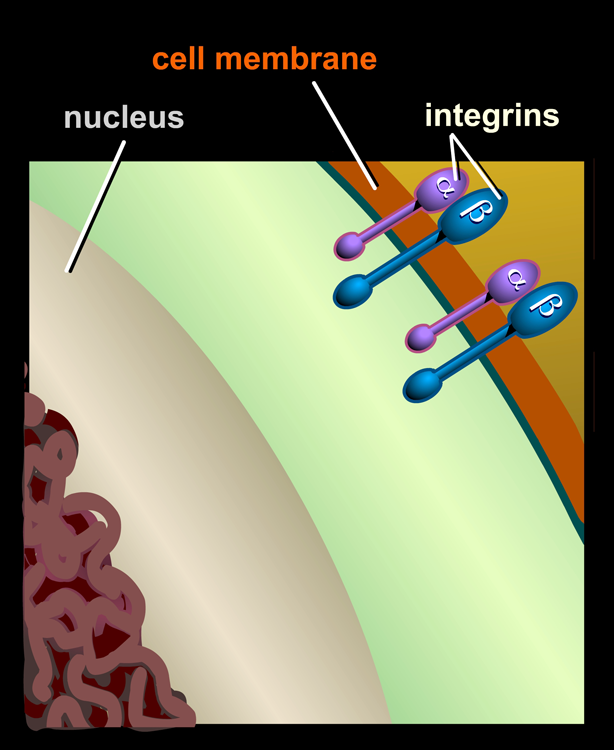 cell membrane
nucleus
integrins
α
β
α
β